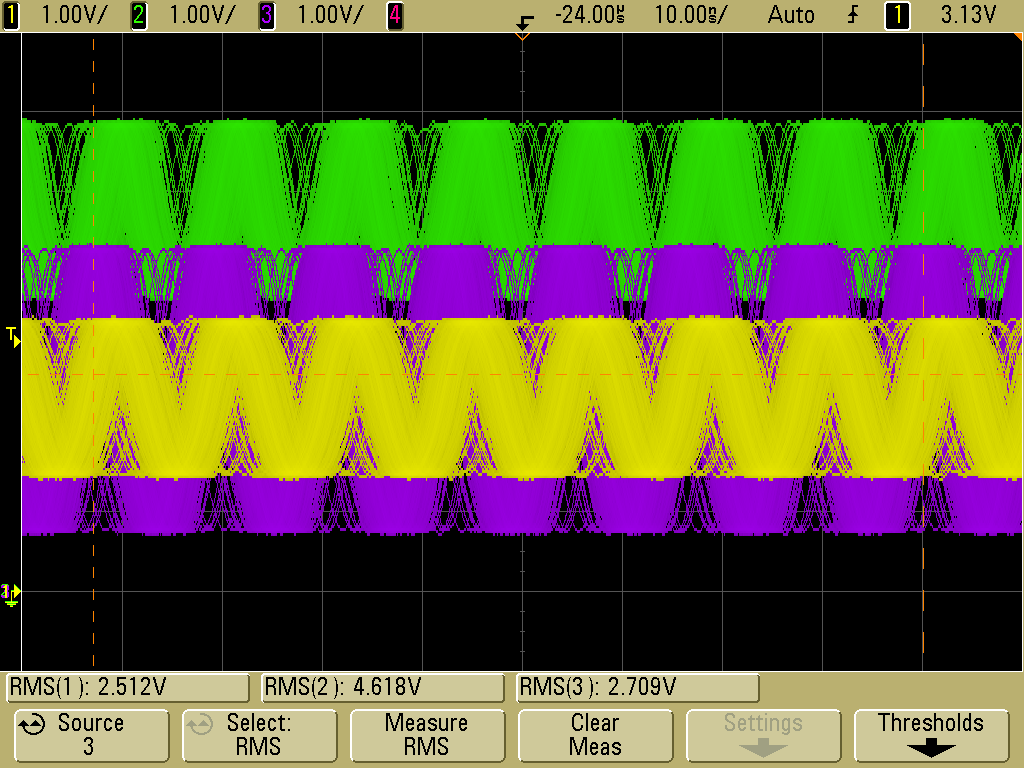 1 1.00V/ 2 1.00V/ 3 1.00V/ 4 -24.00㎱ 10.00㎱/ Auto 1 3.13V
T
RMS(1): 2.512V RMS(2): 4.618V RMS(3): 2.709V
Source Select: Measure Clear Settings Thresholds
3 RMS RMS Meas